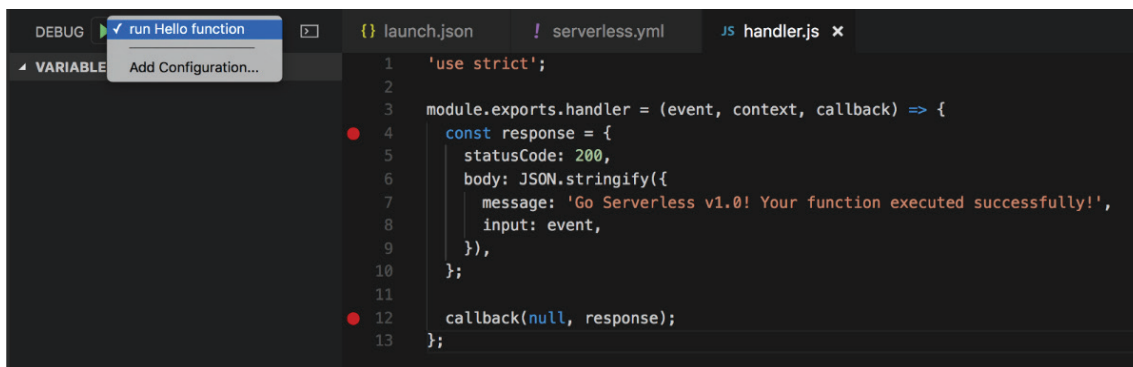 DEBUG ✓ run Hello function
Add Configuration...
VARIABLE
{} launch.json ! serverless.yml JS handler.js ×
1 'use strict';
2
3 module.exports.handler = (event, context, callback) => {
4 const response = {
5 statusCode: 200,
6 body: JSON.stringify({
7 message: 'Go Serverless v1.0! Your function executed successfully!',
8 input: event,
9 }),
10 };
11
12 callback(null, response);
13 };